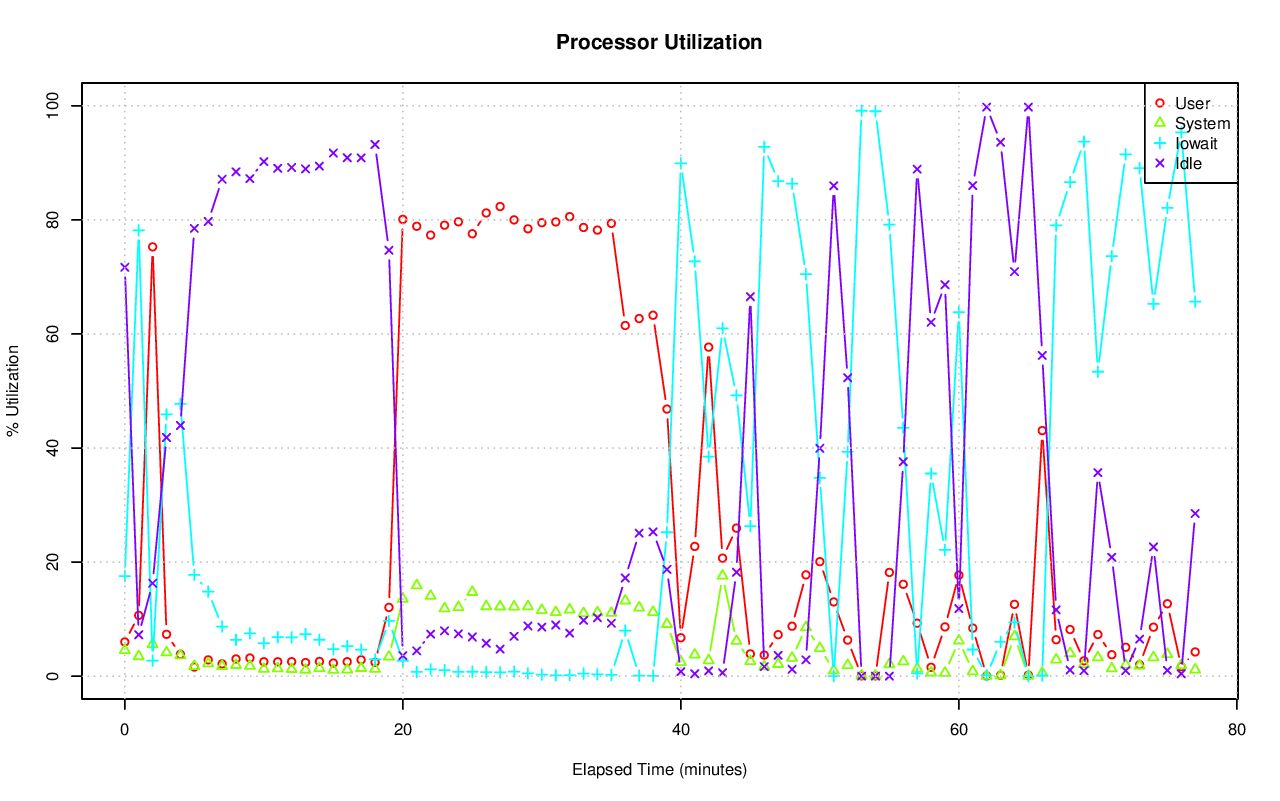 Processor Utilization
% Utilization
100
80
60
40
20
0
User
System
Iowait
Idle
0 20 40 60 80
Elapsed Time (minutes)